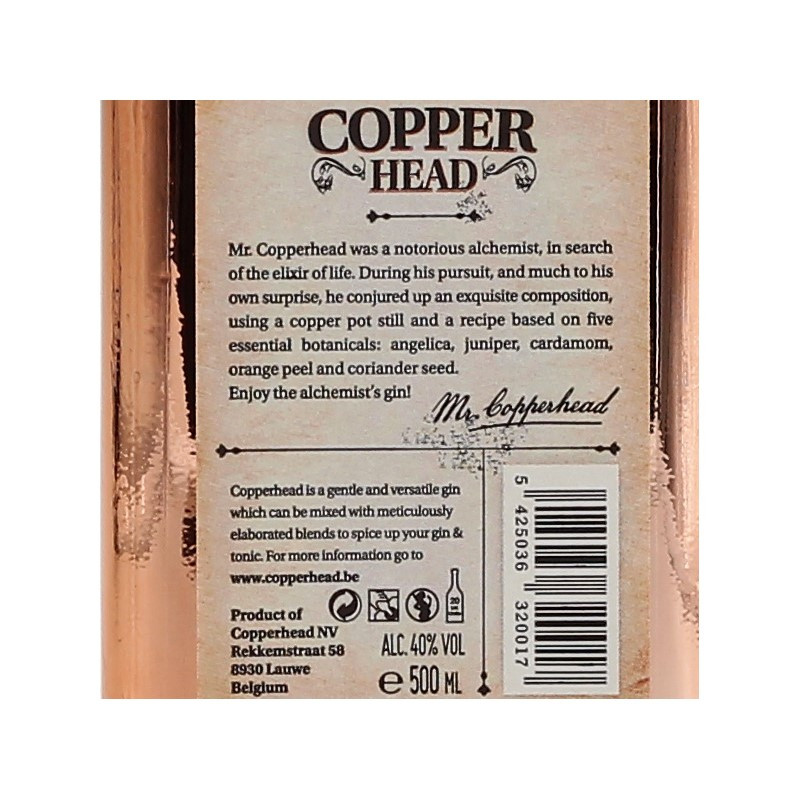 COPPER
HEAD
Mr. Copperhead was a notorious alchemist, in search
of the elixir of life. During his pursuit, and much to his
own surprise, he conjured up an exquisite composition,
using a copper pot still and a recipe based on five
essential botanicals: angelica, juniper, cardamom,
orange peel and coriander seed.
Enjoy the alchemist's gin!
Mr. Copperhead
Copperhead is a gentle and versatile gin
which can be mixed with meticulously
elaborated blends to spice up your gin &
tonic. For more information go to
www.copperhead.be
Product of
Copperhead NV
Rekkemstraat 58
8930 Lauwe
Belgium
ALC. 40% VOL
e 500 ML
5 425036 320017